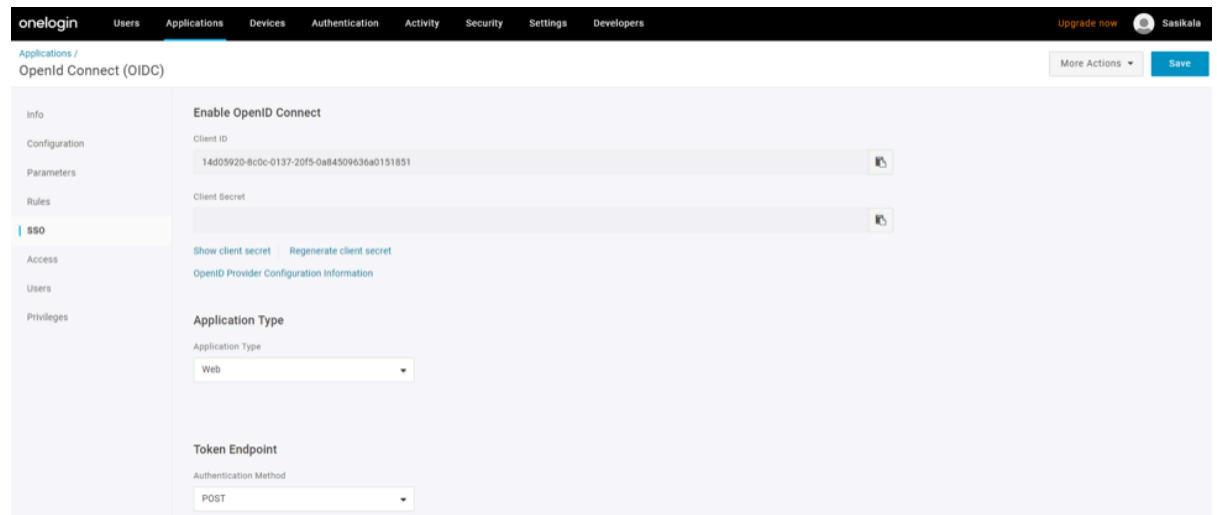 onelogin Users Applications Devices Authentication Activity Security Settings Developers Upgrade now Sasikala
Applications /
OpenId Connect (OIDC)
More Actions Save
Info
Configuration
Parameters
Rules
SSO
Access
Users
Privileges
Enable OpenID Connect
Client ID
14d05920-8c0c-0137-20f5-0a84509636a0151851
Client Secret
Show client secret Regenerate client secret
OpenID Provider Configuration Information
Application Type
Application Type
Web
Token Endpoint
Authentication Method
POST